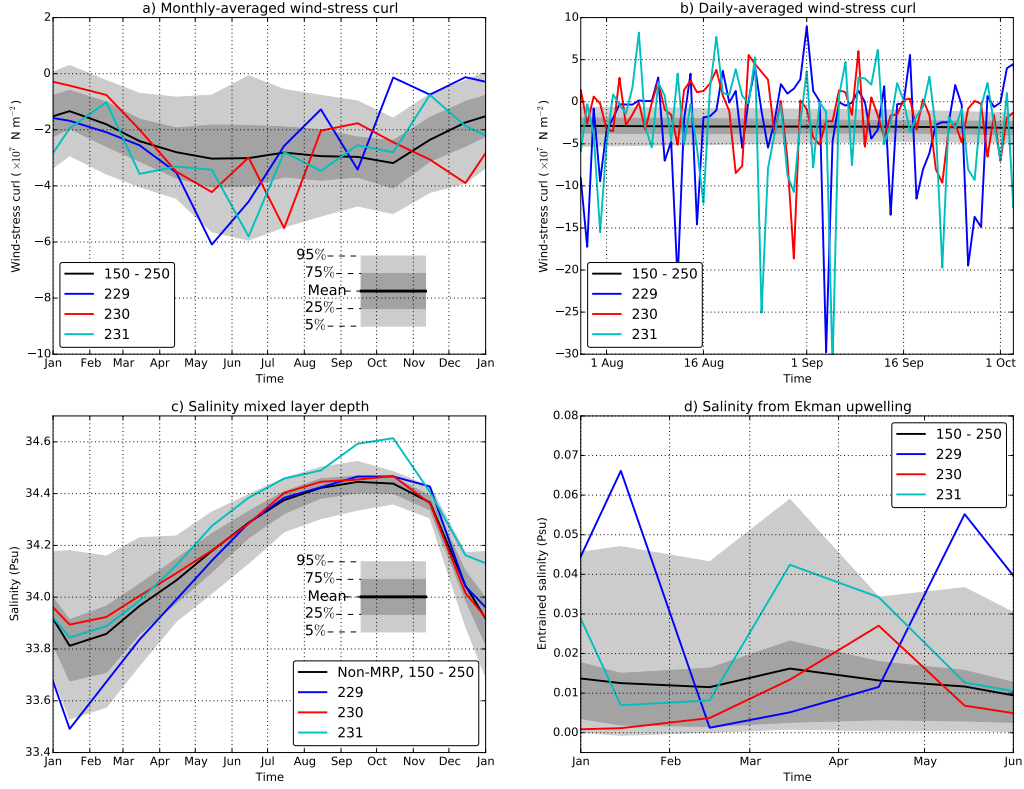 a) Monthly-averaged wind-stress curl
Wind-stress curl ( ×10⁷ N m⁻²)
2
0
−2
−4
−6
−8
−10
95%
75%
Mean
25%
5%
150 - 250
229
230
231
Jan Feb Mar Apr May Jun Jul Aug Sep Oct Nov Dec Jan
Time
b) Daily-averaged wind-stress curl
Wind-stress curl ( ×10⁷ N m⁻²)
10
5
0
−5
−10
−15
−20
−25
−30
150 - 250
229
230
231
1 Aug 16 Aug 1 Sep 16 Sep 1 Oct
Time
c) Salinity mixed layer depth
Salinity (Psu)
34.6
34.4
34.2
34.0
33.8
33.6
33.4
95%
75%
Mean
25%
5%
Non-MRP, 150 - 250
229
230
231
Jan Feb Mar Apr May Jun Jul Aug Sep Oct Nov Dec Jan
Time
d) Salinity from Ekman upwelling
Entrained salinity (Psu)
0.08
0.07
0.06
0.05
0.04
0.03
0.02
0.01
0.00
150 - 250
229
230
231
Jan Feb Mar Apr May Jun
Time